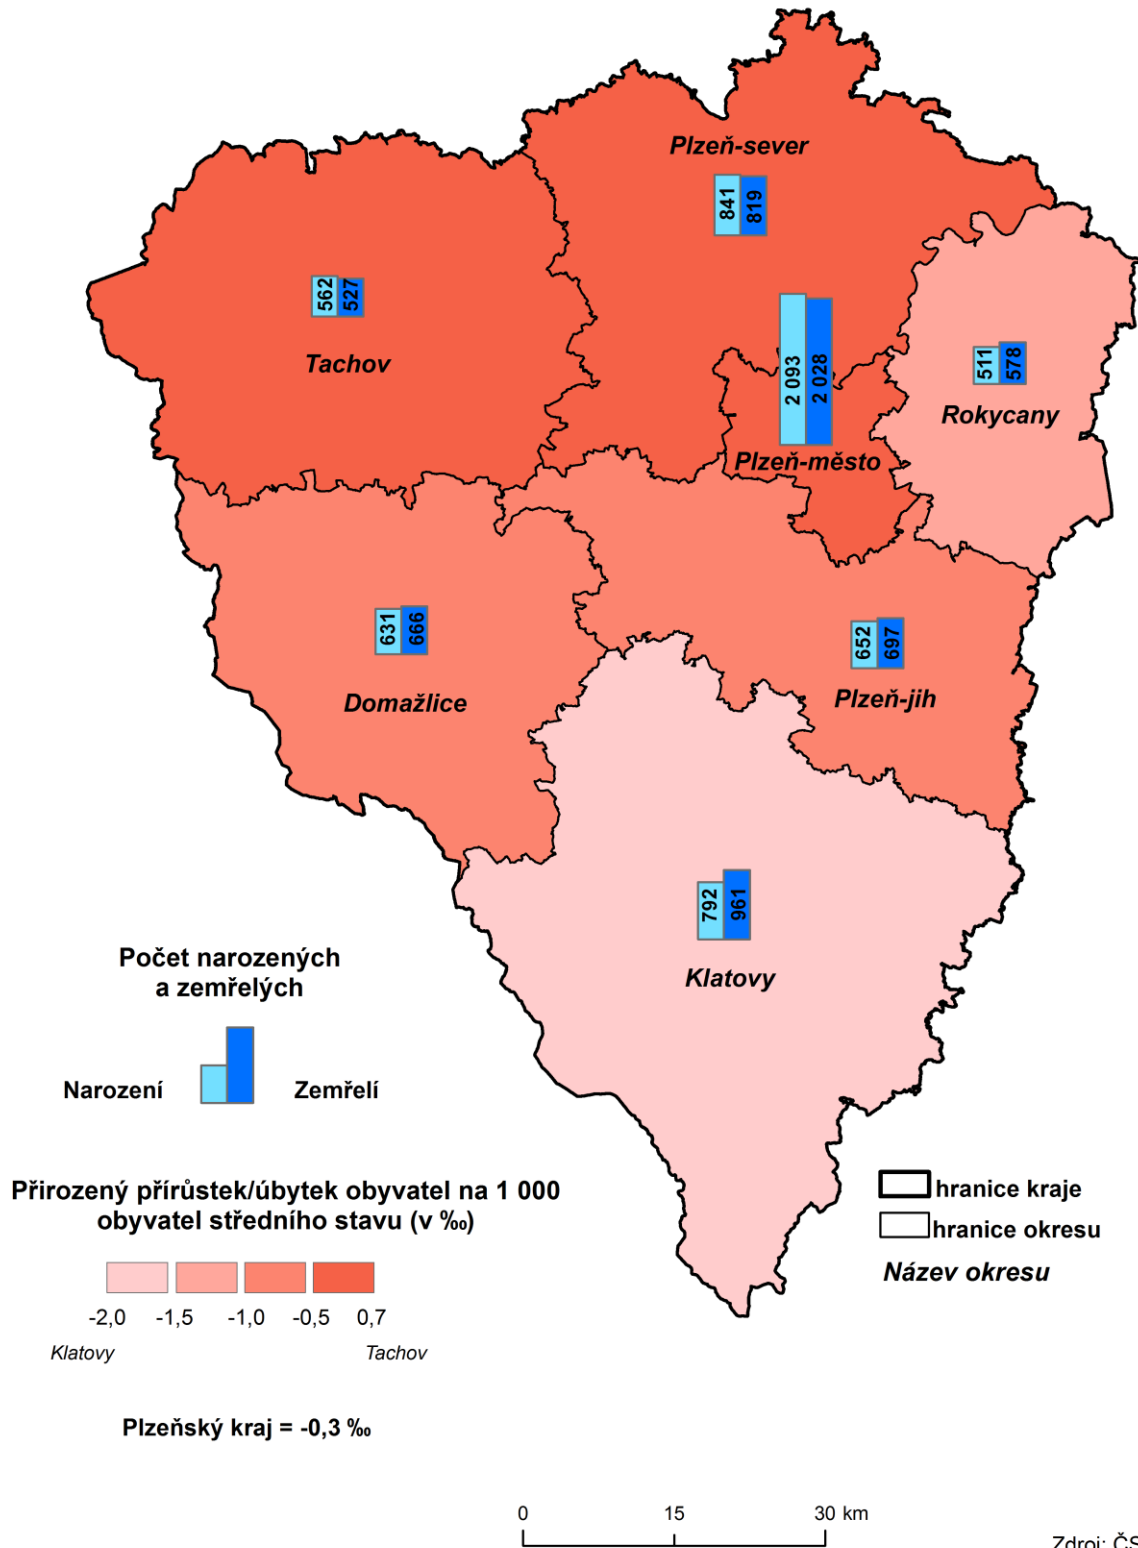 Plzeň-sever
841
819
562
527
Tachov
2 093
2 028
Plzeň-město
511
578
Rokycany
631
666
Domažlice
652
697
Plzeň-jih
792
961
Klatovy
Počet narozených
a zemřelých
Narození
Zemřelí
Přirozený přírůstek/úbytek obyvatel na 1 000
obyvatel středního stavu (v ‰)
-2,0 -1,5 -1,0 -0,5 0,7
Klatovy Tachov
Plzeňský kraj = -0,3 ‰
hranice kraje
hranice okresu
Název okresu
0 15 30 km
Zdroj: ČS